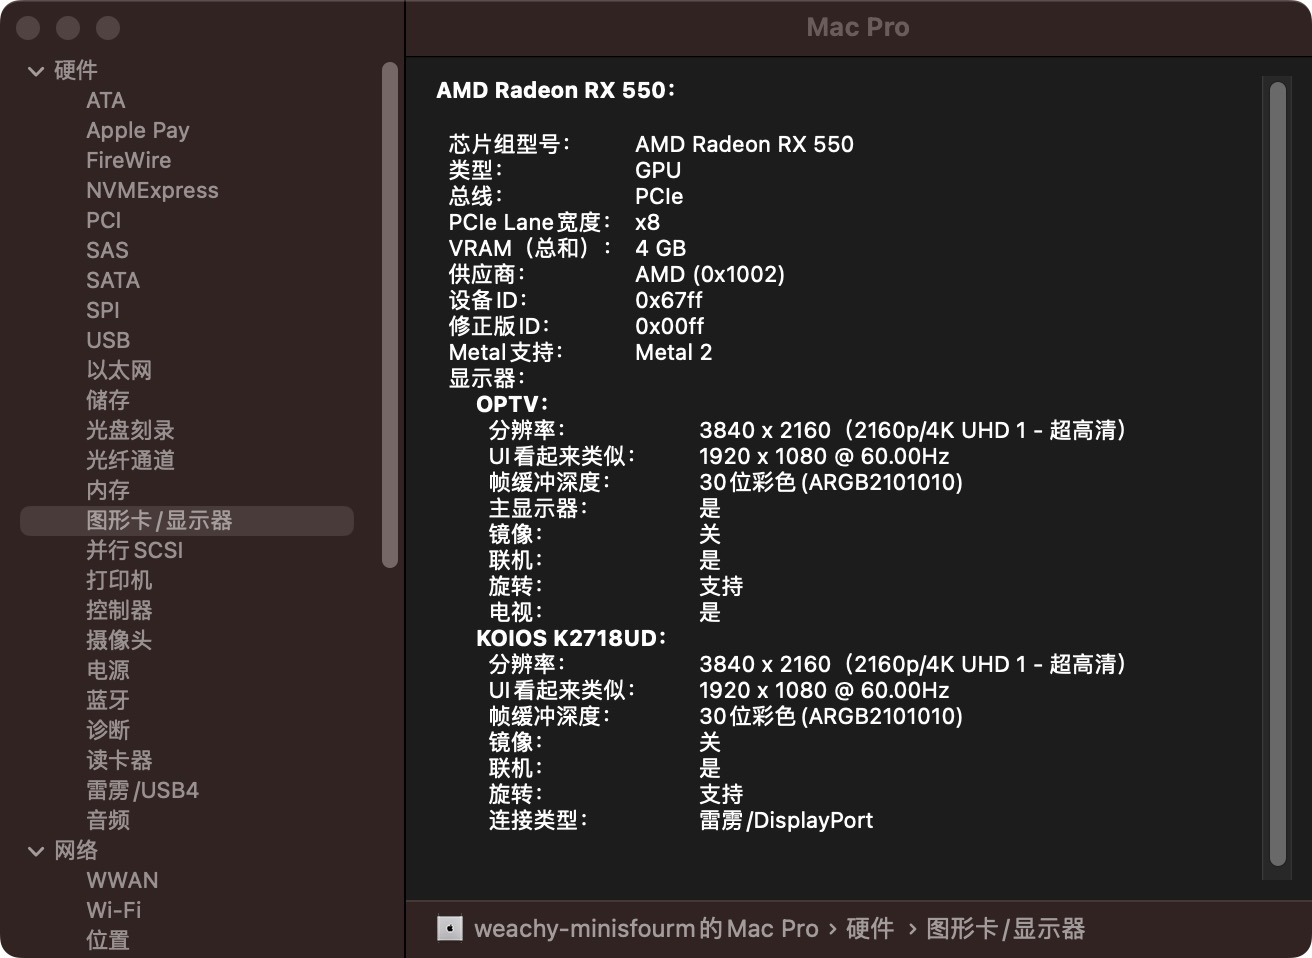 Mac Pro
硬件
ATA
Apple Pay
FireWire
NVMExpress
PCI
SAS
SATA
SPI
USB
以太网
储存
光盘刻录
光纤通道
内存
图形卡/显示器
并行SCSI
打印机
控制器
摄像头
电源
蓝牙
诊断
读卡器
雷雳/USB4
音频
网络
WWAN
Wi-Fi
位置
AMD Radeon RX 550：
芯片组型号： AMD Radeon RX 550
类型： GPU
总线： PCIe
PCIe Lane宽度： x8
VRAM（总和）： 4 GB
供应商： AMD (0x1002)
设备ID： 0x67ff
修正版ID： 0x00ff
Metal支持： Metal 2
显示器：
OPTV：
分辨率： 3840 x 2160（2160p/4K UHD 1 - 超高清）
UI看起来类似： 1920 x 1080 @ 60.00Hz
帧缓冲深度： 30位彩色(ARGB2101010)
主显示器： 是
镜像： 关
联机： 是
旋转： 支持
电视： 是
KOIOS K2718UD：
分辨率： 3840 x 2160（2160p/4K UHD 1 - 超高清）
UI看起来类似： 1920 x 1080 @ 60.00Hz
帧缓冲深度： 30位彩色(ARGB2101010)
镜像： 关
联机： 是
旋转： 支持
连接类型： 雷雳/DisplayPort
weachy-minisfourm的Mac Pro › 硬件 › 图形卡/显示器